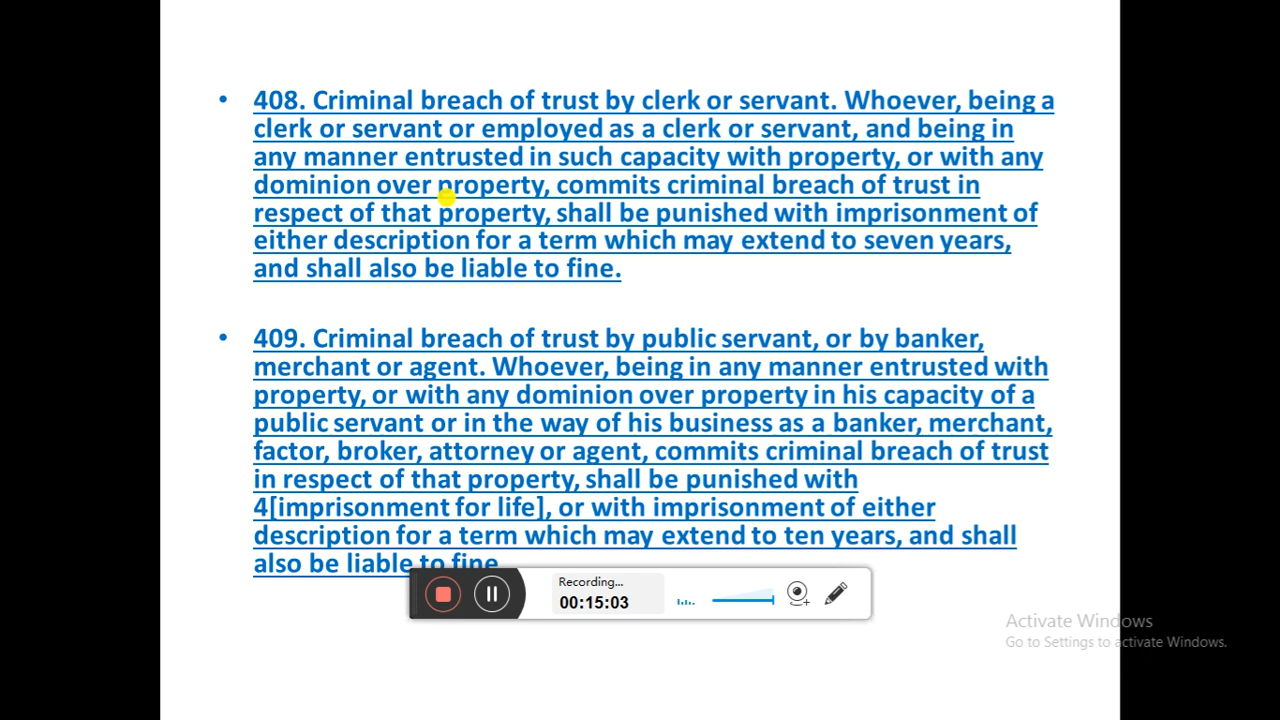 • 408. Criminal breach of trust by clerk or servant. Whoever, being a
clerk or servant or employed as a clerk or servant, and being in
any manner entrusted in such capacity with property, or with any
dominion over property, commits criminal breach of trust in
respect of that property, shall be punished with imprisonment of
either description for a term which may extend to seven years,
and shall also be liable to fine.
• 409. Criminal breach of trust by public servant, or by banker,
merchant or agent. Whoever, being in any manner entrusted with
property, or with any dominion over property in his capacity of a
public servant or in the way of his business as a banker, merchant,
factor, broker, attorney or agent, commits criminal breach of trust
in respect of that property, shall be punished with
4[imprisonment for life], or with imprisonment of either
description for a term which may extend to ten years, and shall
also be liable to fine
Recording...
00:15:03
Activate Windows
Go to Settings to activate Windows.